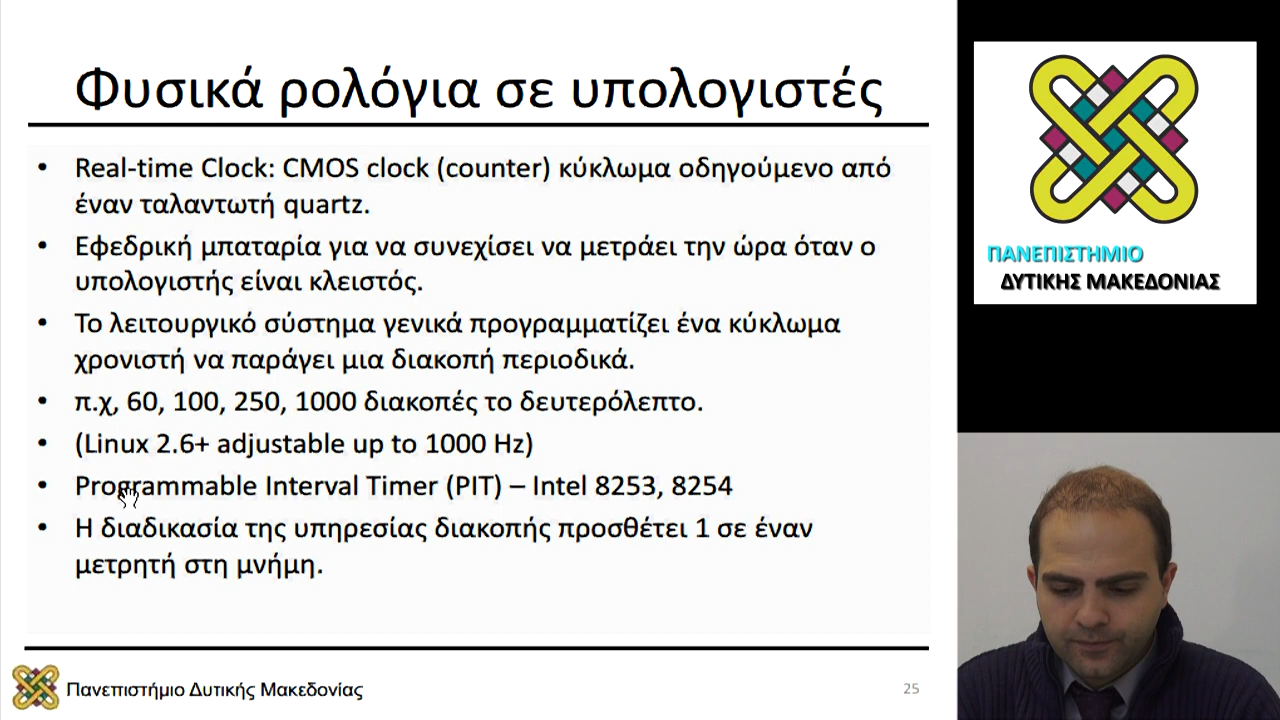 Φυσικά ρολόγια σε υπολογιστές
• Real-time Clock: CMOS clock (counter) κύκλωμα οδηγούμενο από
έναν ταλαντωτή quartz.
• Εφεδρική μπαταρία για να συνεχίσει να μετράει την ώρα όταν ο
υπολογιστής είναι κλειστός.
• Το λειτουργικό σύστημα γενικά προγραμματίζει ένα κύκλωμα
χρονιστή να παράγει μια διακοπή περιοδικά.
• π.χ, 60, 100, 250, 1000 διακοπές το δευτερόλεπτο.
• (Linux 2.6+ adjustable up to 1000 Hz)
• Programmable Interval Timer (PIT) – Intel 8253, 8254
• Η διαδικασία της υπηρεσίας διακοπής προσθέτει 1 σε έναν
μετρητή στη μνήμη.
Πανεπιστήμιο Δυτικής Μακεδονίας
25
ΠΑΝΕΠΙΣΤΗΜΙΟ
ΔΥΤΙΚΗΣ ΜΑΚΕΔΟΝΙΑΣ